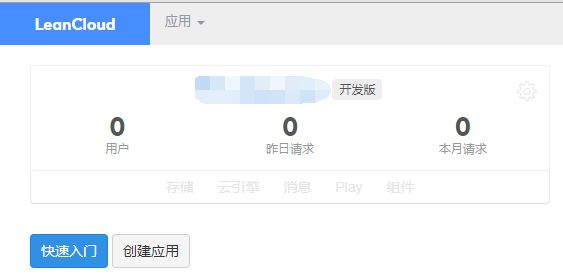 LeanCloud 应用
开发版
0 0 0
用户 昨日请求 本月请求
存储 云引擎 消息 Play 组件
快速入门 创建应用